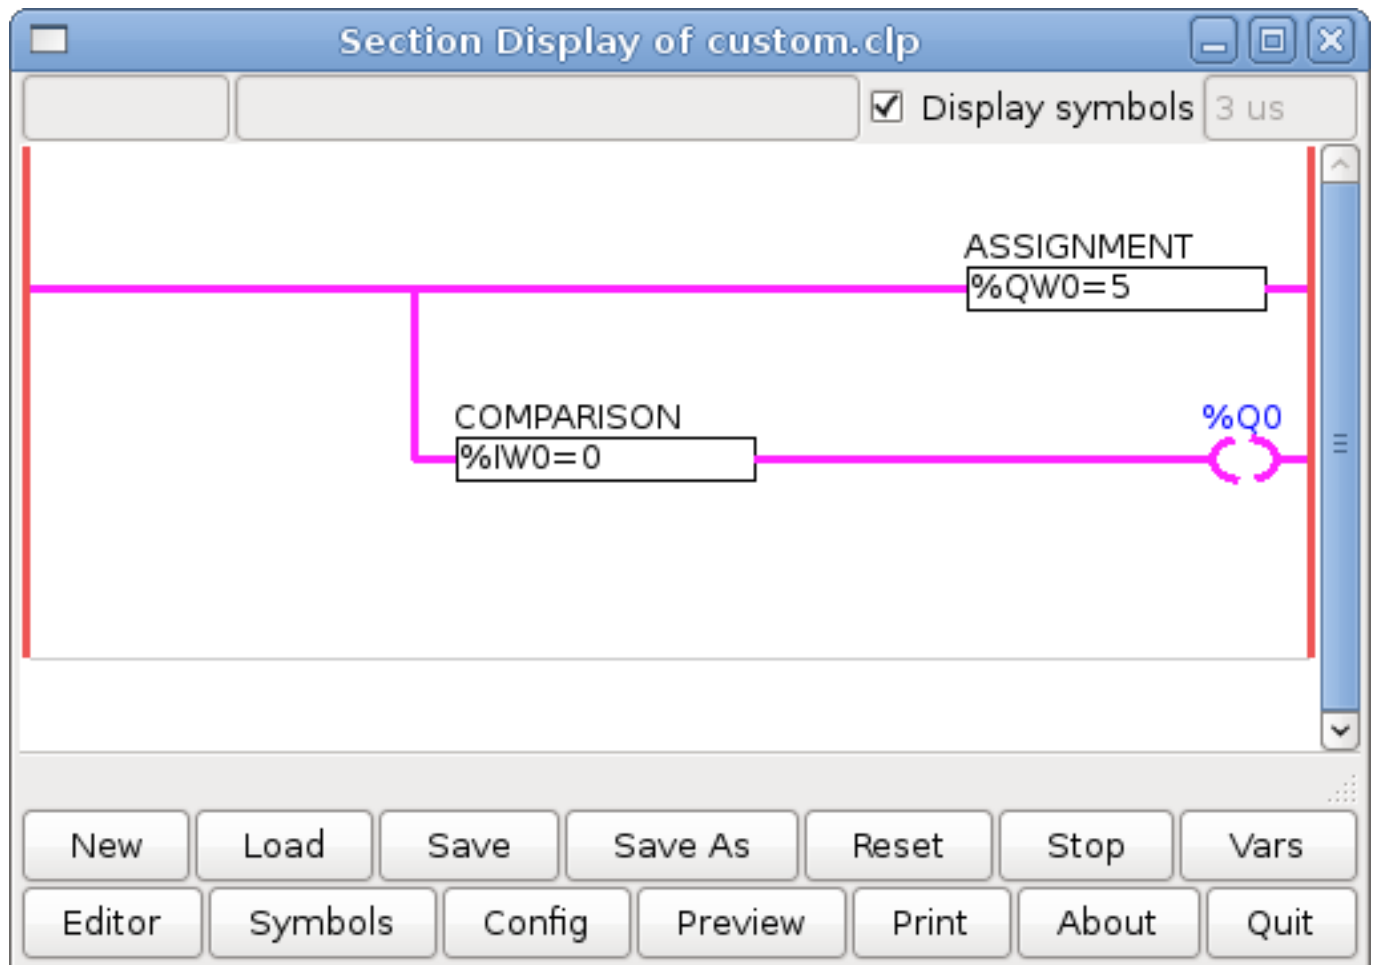 Section Display of custom.clp
Display symbols 3 us
ASSIGNMENT
%QW0=5
COMPARISON %Q0
%IW0=0
New Load Save Save As Reset Stop Vars
Editor Symbols Config Preview Print About Quit